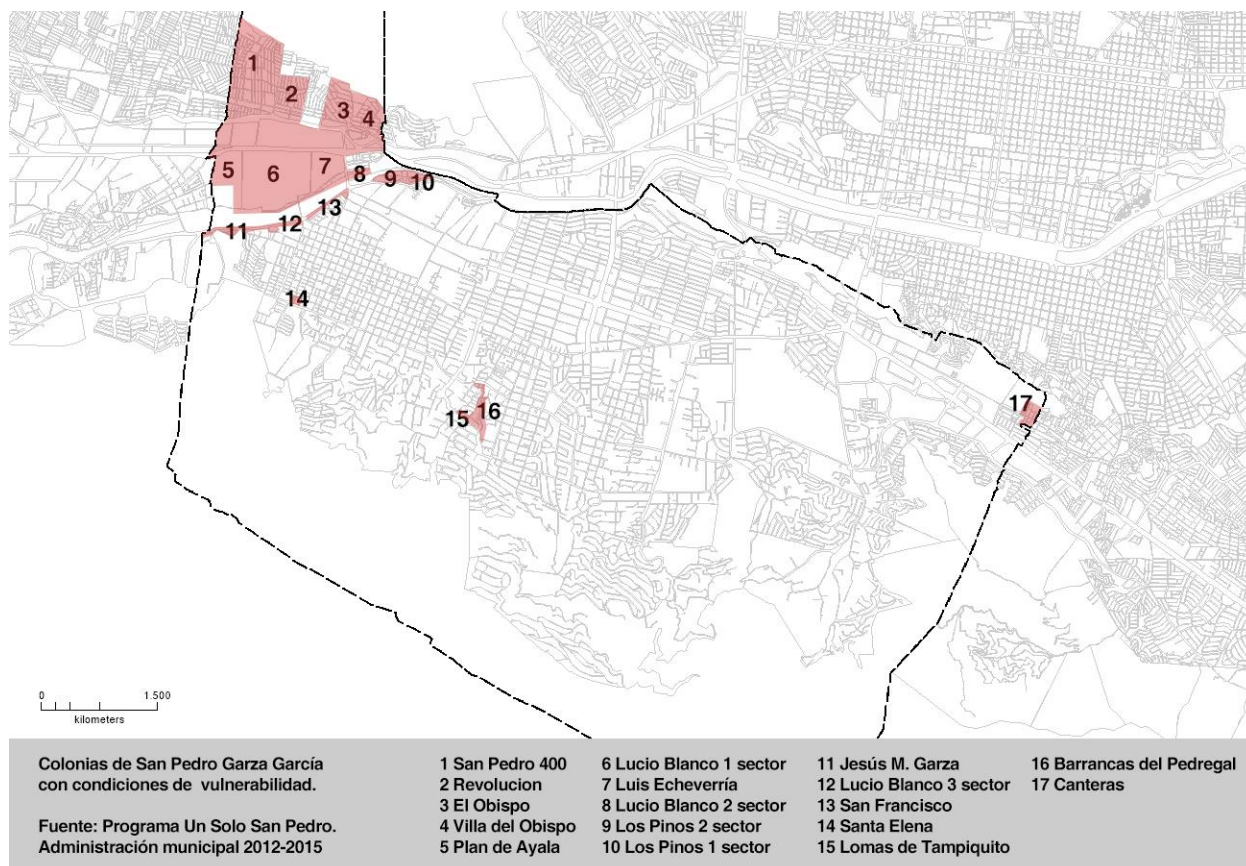 1
2
3
4
5
6
7
8
9
10
11
12
13
14
15
16
17
0 1.500
kilometers
Colonias de San Pedro Garza García
con condiciones de vulnerabilidad.
Fuente: Programa Un Solo San Pedro.
Administración municipal 2012-2015
1 San Pedro 400
2 Revolucion
3 El Obispo
4 Villa del Obispo
5 Plan de Ayala
6 Lucio Blanco 1 sector
7 Luis Echeverría
8 Lucio Blanco 2 sector
9 Los Pinos 2 sector
10 Los Pinos 1 sector
11 Jesús M. Garza
12 Lucio Blanco 3 sector
13 San Francisco
14 Santa Elena
15 Lomas de Tampiquito
16 Barrancas del Pedregal
17 Canteras